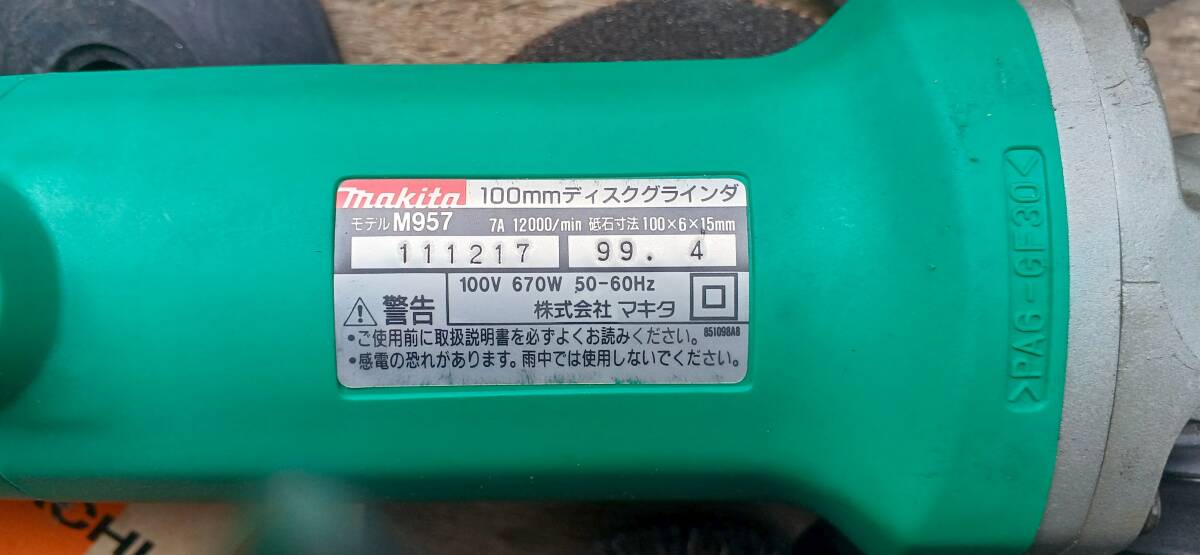 makita 100mmディスクグラインダ
モデル M957 7A 12000/min 砥石寸法 100×6×15mm
111217 99. 4
100V 670W 50-60Hz
警告 株式会社 マキタ
•ご使用前に取扱説明書を必ずよくお読みください。 851098A8
•感電の恐れがあります。雨中では使用しないでください。
>PA6-GF30<
CHI